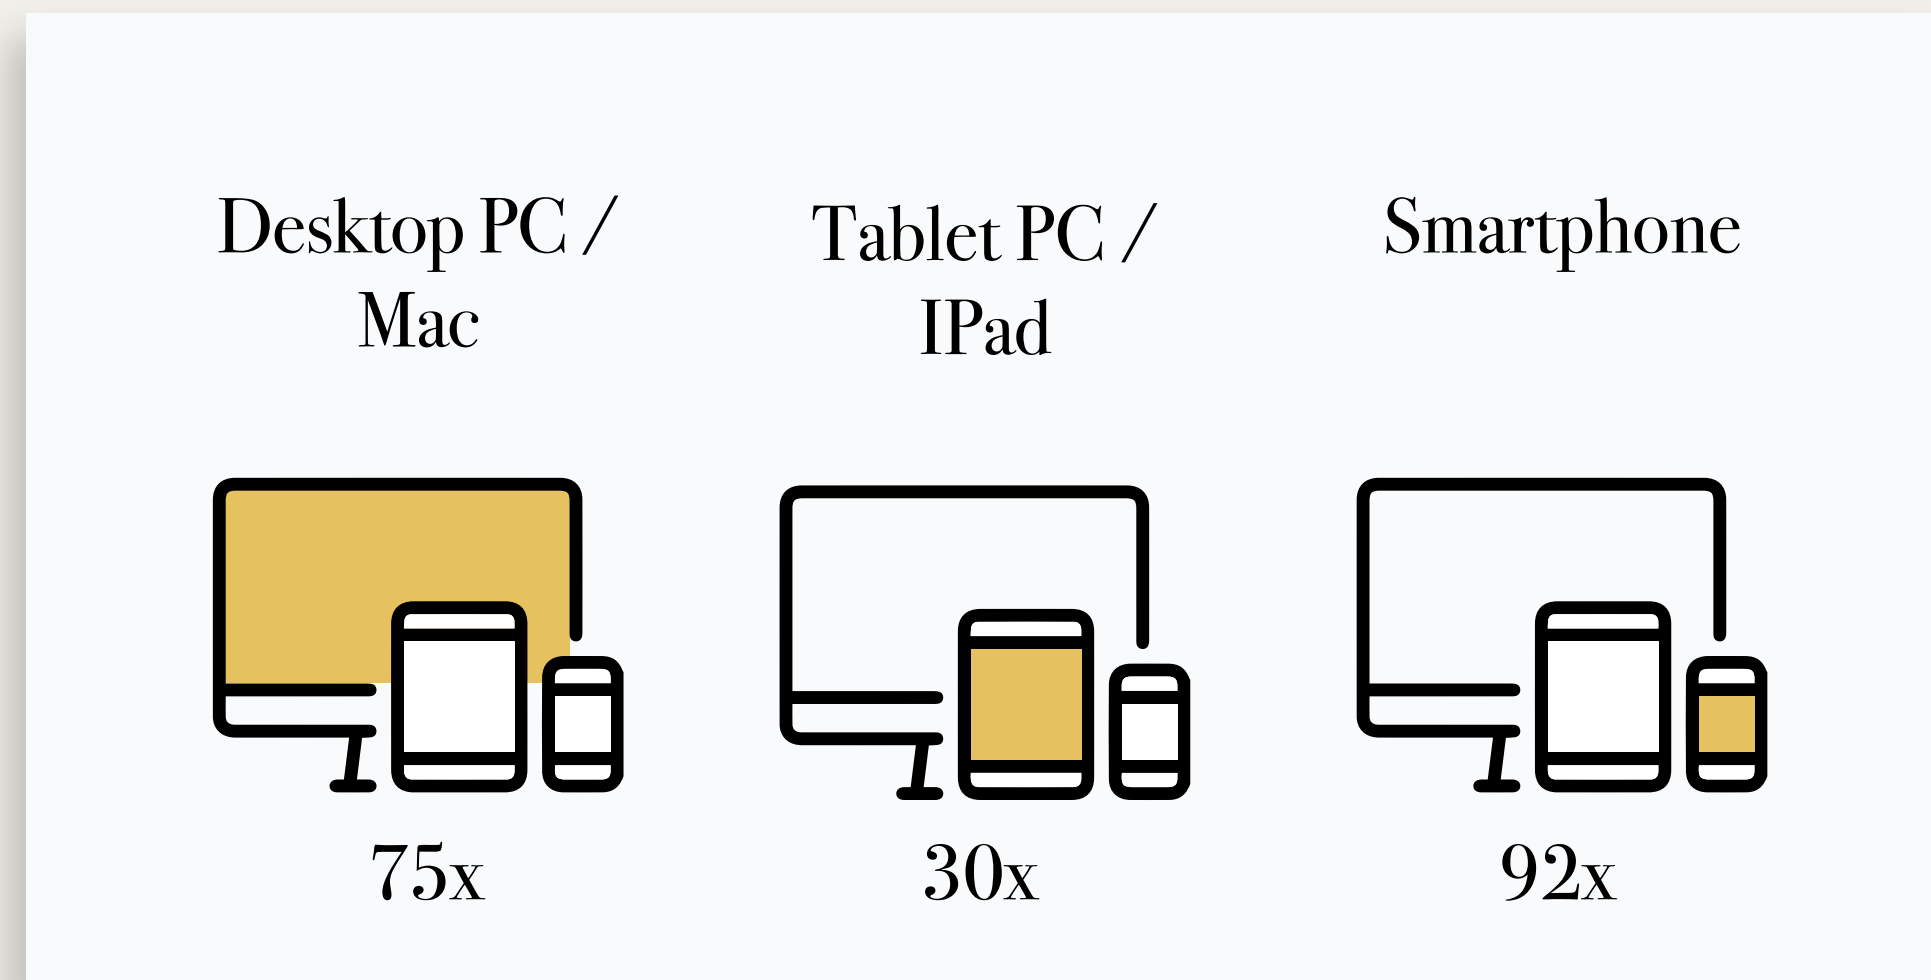 Desktop PC /
Mac
75x
Tablet PC /
IPad
30x
Smartphone
92x